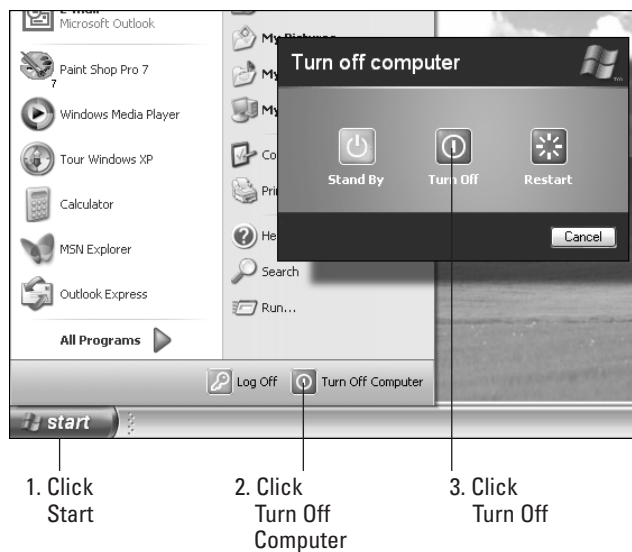 E-mail
Microsoft Outlook
Paint Shop Pro 7
7
Windows Media Player
Tour Windows XP
Calculator
MSN Explorer
Outlook Express
All Programs
My Pictures
My
My
Co
Pri
He
Search
Run...
Log Off
Turn Off Computer
start
Turn off computer
Stand By
Turn Off
Restart
Cancel
1. Click
Start
2. Click
Turn Off
Computer
3. Click
Turn Off